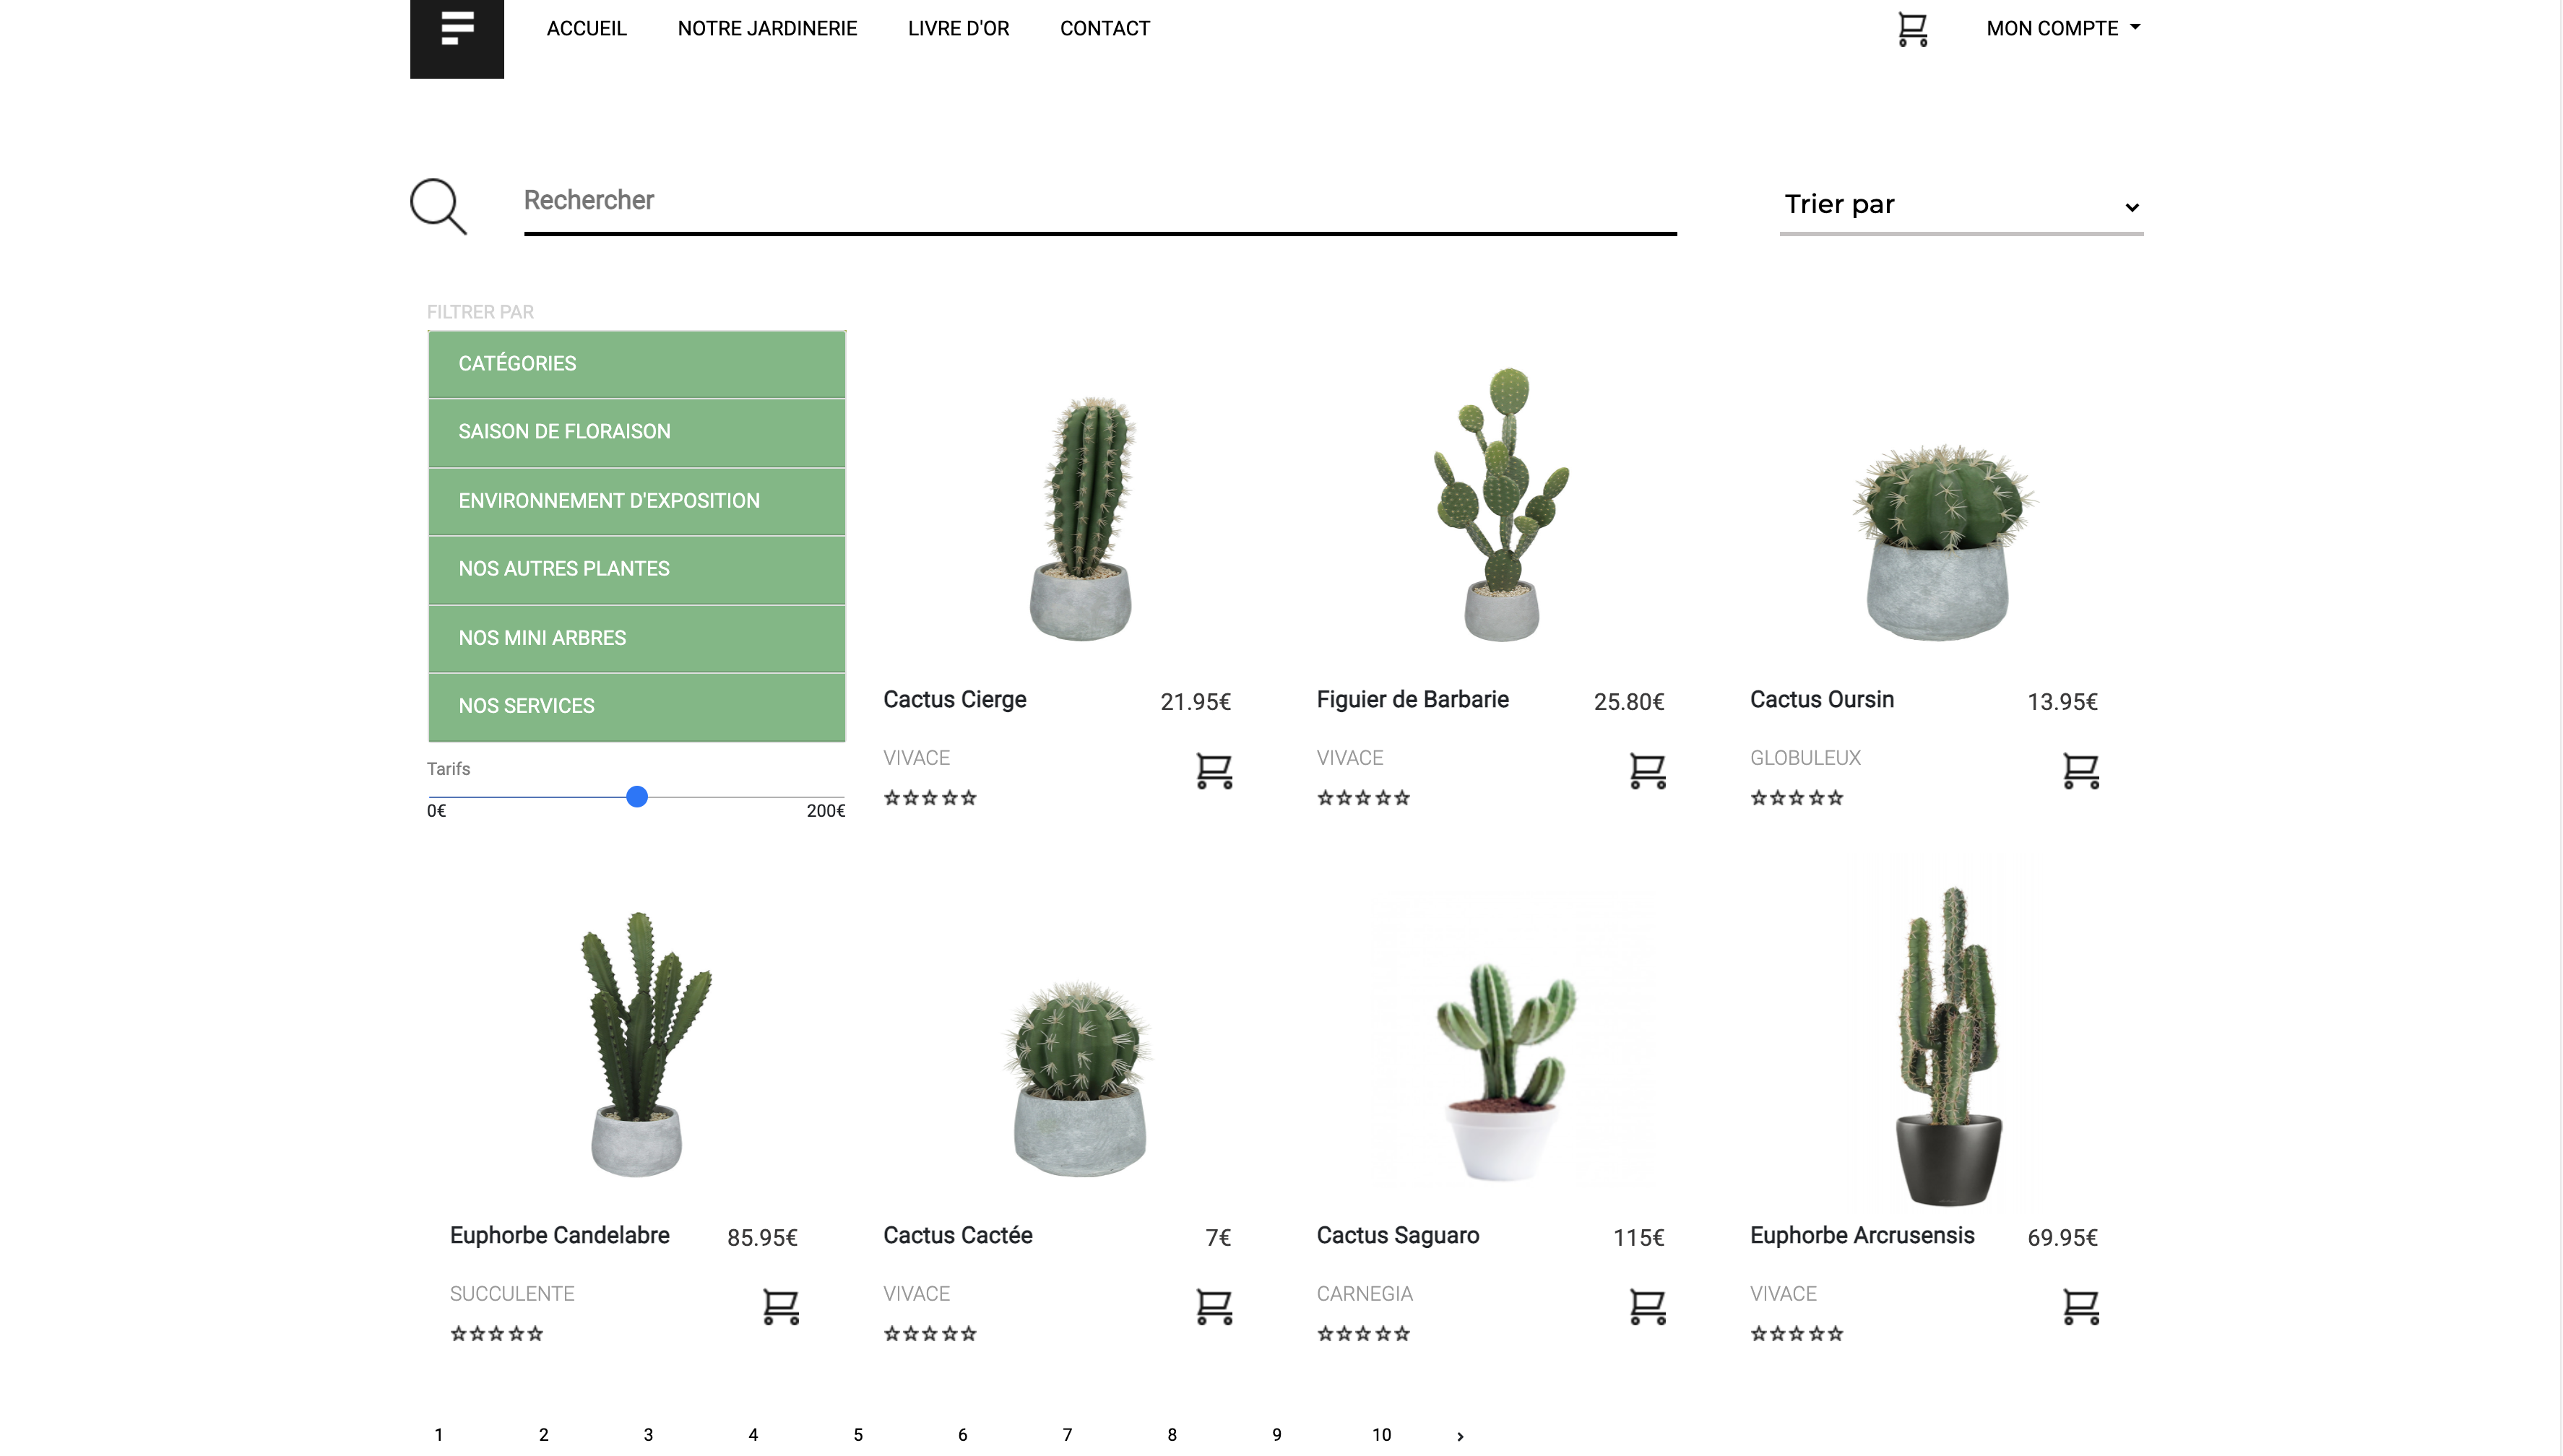 ACCUEIL NOTRE JARDINERIE LIVRE D'OR CONTACT MON COMPTE
Rechercher
Trier par
FILTRER PAR
CATÉGORIES
SAISON DE FLORAISON
ENVIRONNEMENT D'EXPOSITION
NOS AUTRES PLANTES
NOS MINI ARBRES
NOS SERVICES
Tarifs
0€ 200€
Cactus Cierge 21.95€
VIVACE
Figuier de Barbarie 25.80€
VIVACE
Cactus Oursin 13.95€
GLOBULEUX
Euphorbe Candelabre 85.95€
SUCCULENTE
Cactus Cactée 7€
VIVACE
Cactus Saguaro 115€
CARNEGIA
Euphorbe Arcrusensis 69.95€
VIVACE
1 2 3 4 5 6 7 8 9 10 ›